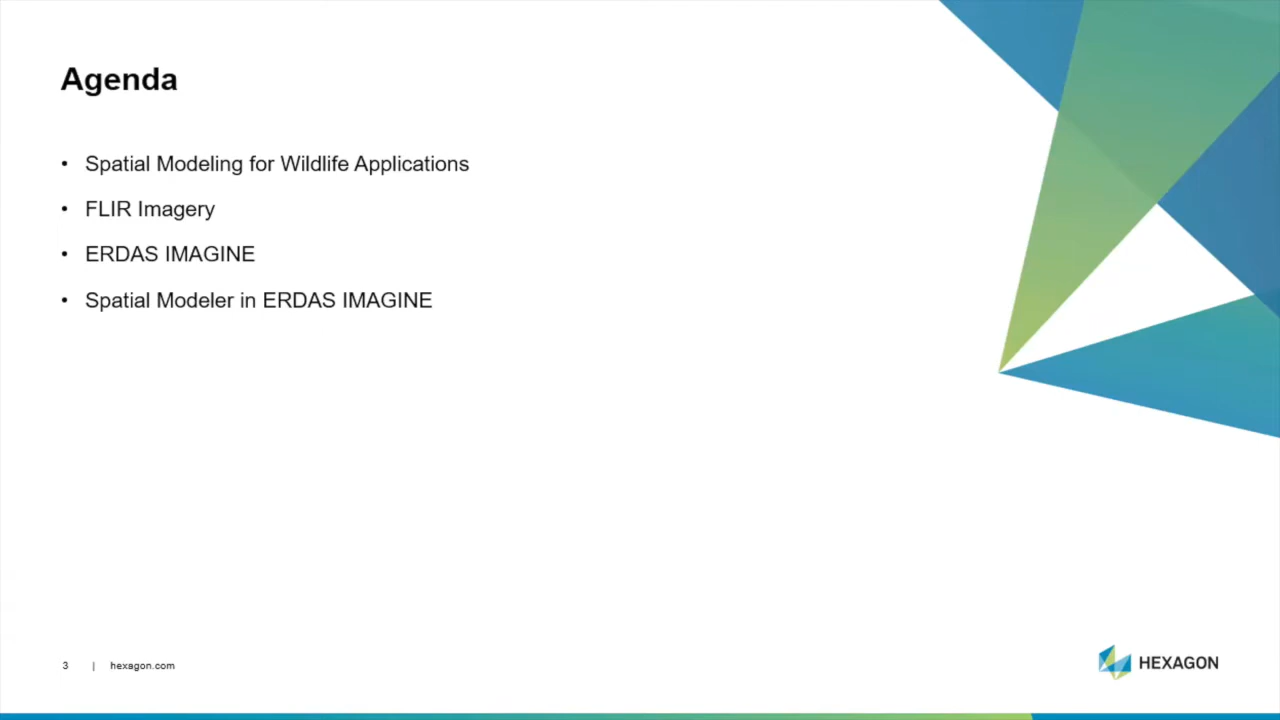 Agenda
• Spatial Modeling for Wildlife Applications
• FLIR Imagery
• ERDAS IMAGINE
• Spatial Modeler in ERDAS IMAGINE
3 | hexagon.com
HEXAGON